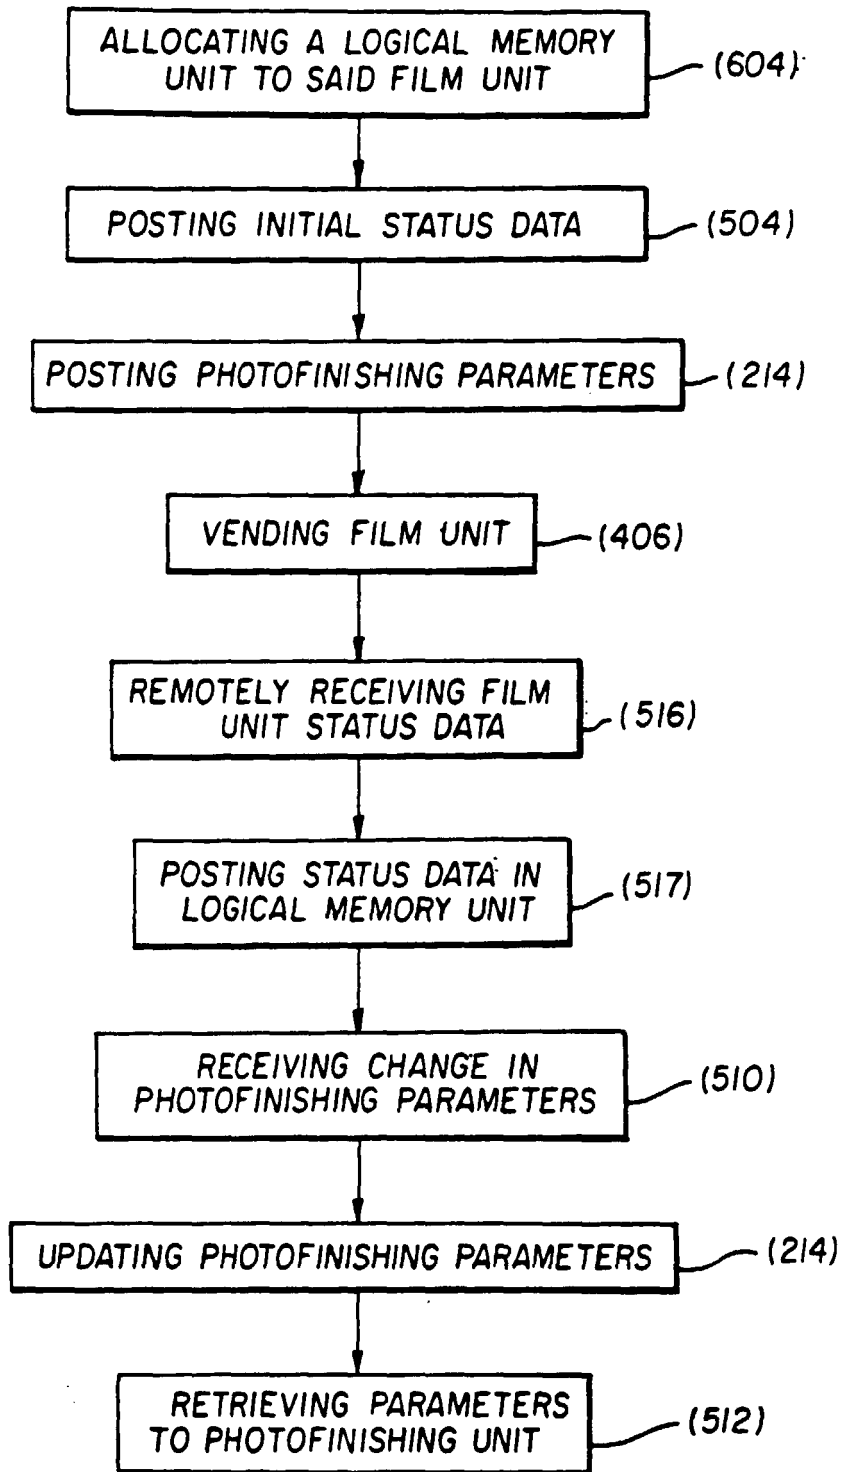 ALLOCATING A LOGICAL MEMORY
UNIT TO SAID FILM UNIT
(604)
POSTING INITIAL STATUS DATA
(504)
POSTING PHOTOFINISHING PARAMETERS
(214)
VENDING FILM UNIT
(406)
REMOTELY RECEIVING FILM
UNIT STATUS DATA
(516)
POSTING STATUS DATA IN
LOGICAL MEMORY UNIT
(517)
RECEIVING CHANGE IN
PHOTOFINISHING PARAMETERS
(510)
UPDATING PHOTOFINISHING PARAMETERS
(214)
RETRIEVING PARAMETERS
TO PHOTOFINISHING UNIT
(512)